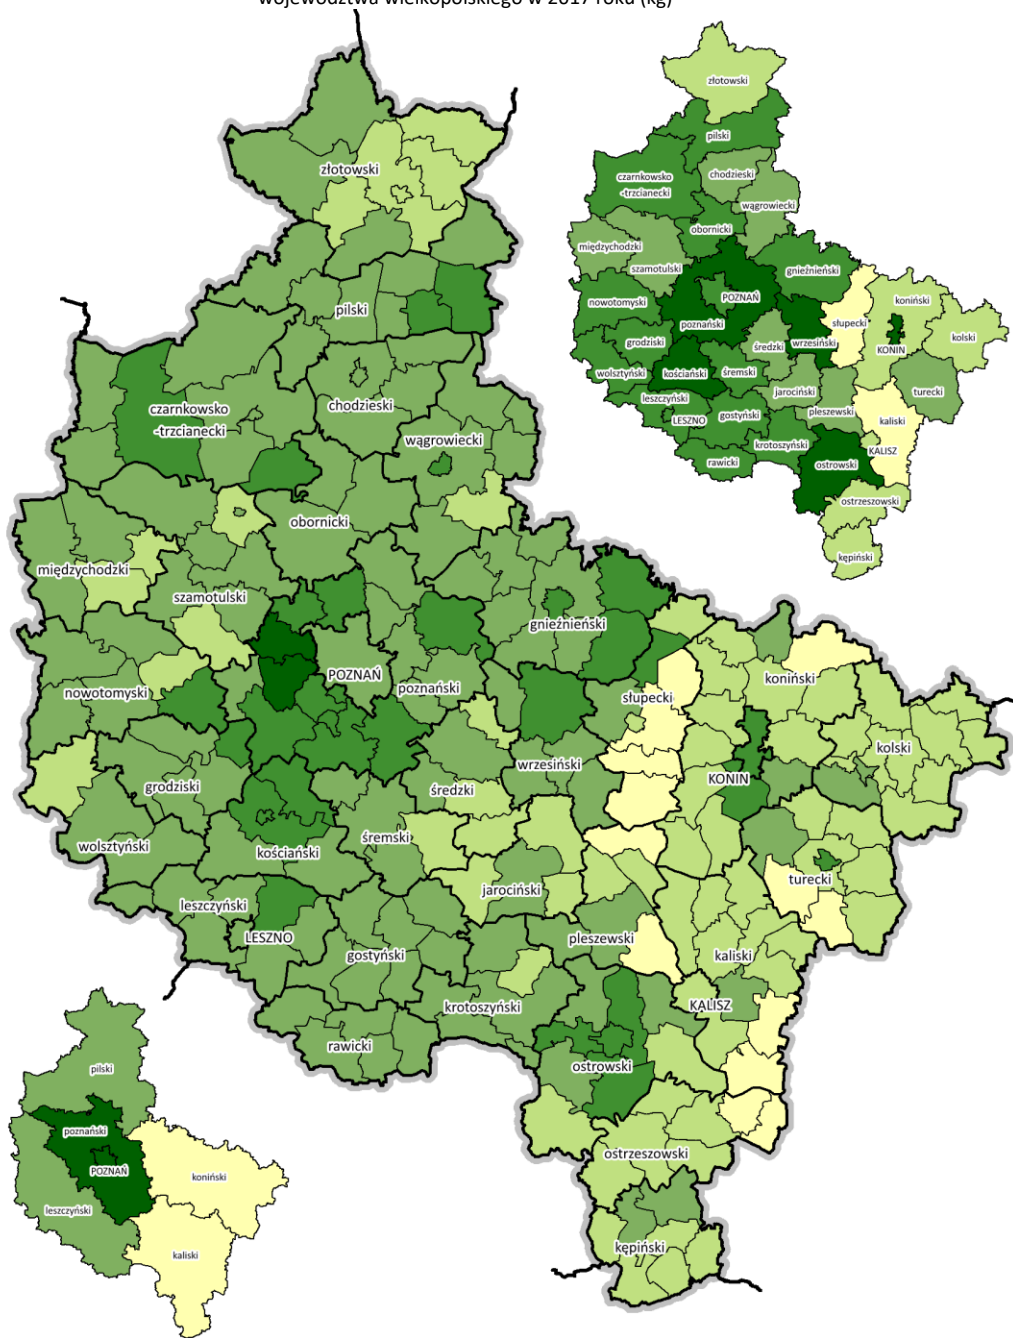 województwa wielkopolskiego w 2017 roku (kg)
złotowski
pilski
czarnkowsko
-trzcianecki
chodzieski
wągrowiecki
obornicki
międzychodzki
szamotulski
gnieźnieński
POZNAŃ
poznański
nowotomyski
słupecki
koniński
kolski
KONIN
wrzesiński
grodziski
średzki
śremski
wolsztyński
kościański
jarociński
turecki
leszczyński
LESZNO
pleszewski
gostyński
kaliski
krotoszyński
KALISZ
rawicki
ostrowski
ostrzeszowski
kępiński
złotowski
pilski
czarnkowsko
-trzcianecki
chodzieski
wągrowiecki
obornicki
międzychodzki
szamotulski
gnieźnieński
nowotomyski
POZNAŃ
koniński
poznański
słupecki
grodziski
średzki
wrzesiński
KONIN
kolski
wolsztyński
kościański
śremski
leszczyński
jarociński
turecki
LESZNO
gostyński
pleszewski
kaliski
krotoszyński
KALISZ
rawicki
ostrowski
ostrzeszowski
kępiński
pilski
poznański
POZNAŃ
koniński
leszczyński
kaliski